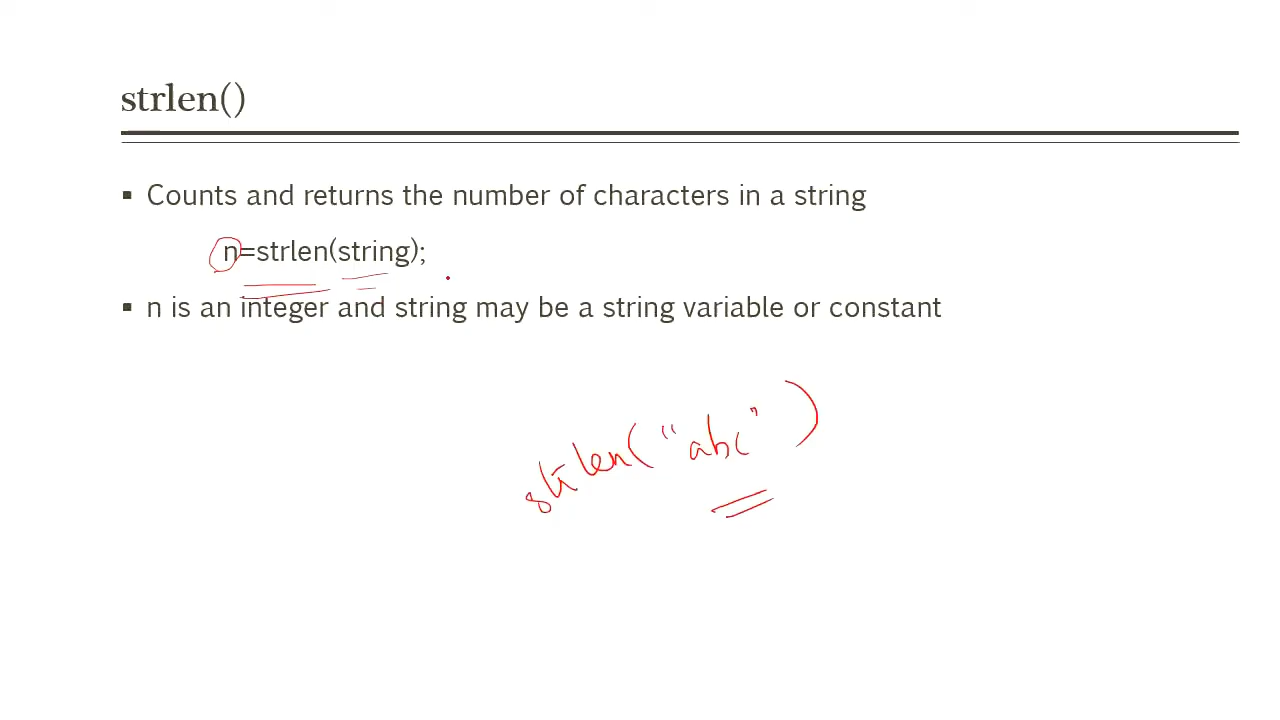 strlen()
▪ Counts and returns the number of characters in a string
n=strlen(string);
▪ n is an integer and string may be a string variable or constant
strlen("abc")